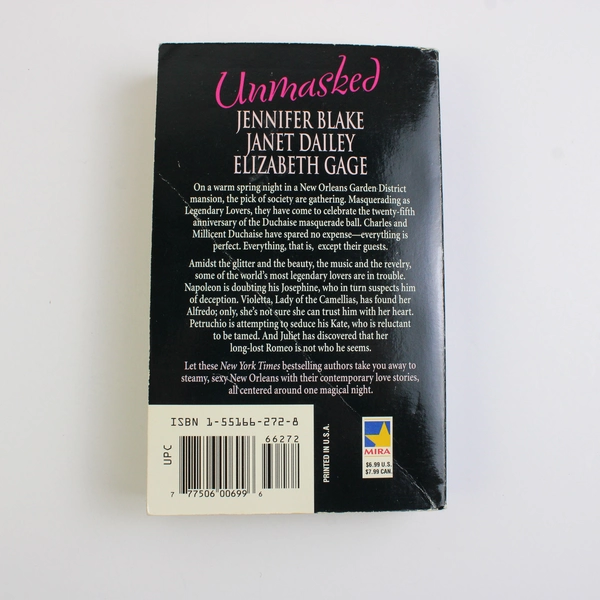 Unmasked
JENNIFER BLAKE
JANET DAILEY
ELIZABETH GAGE
On a warm spring night in a New Orleans Garden District
mansion, the pick of society are gathering. Masquerading as
Legendary Lovers, they have come to celebrate the twenty-fifth
anniversary of the Duchaise masquerade ball. Charles and
Millicent Duchaise have spared no expense—everything is
perfect. Everything, that is, except their guests.
Amidst the glitter and the beauty, the music and the revelry,
some of the world's most legendary lovers are in trouble.
Napoleon is doubting his Josephine, who in turn suspects him
of deception. Violetta, Lady of the Camellias, has found her
Alfredo; only, she's not sure she can trust him with her heart.
Petruchio is attempting to seduce his Kate, who is reluctant
to be tamed. And Juliet has discovered that her
long-lost Romeo is not who he seems.
Let these New York Times bestselling authors take you away to
steamy, sexy New Orleans with their contemporary love stories,
all centered around one magical night.
ISBN 1-55166-272-8
66272
UPC
7 77506 00699 6
PRINTED IN U.S.A.
MIRA
$6.99 U.S.
$7.99 CAN.